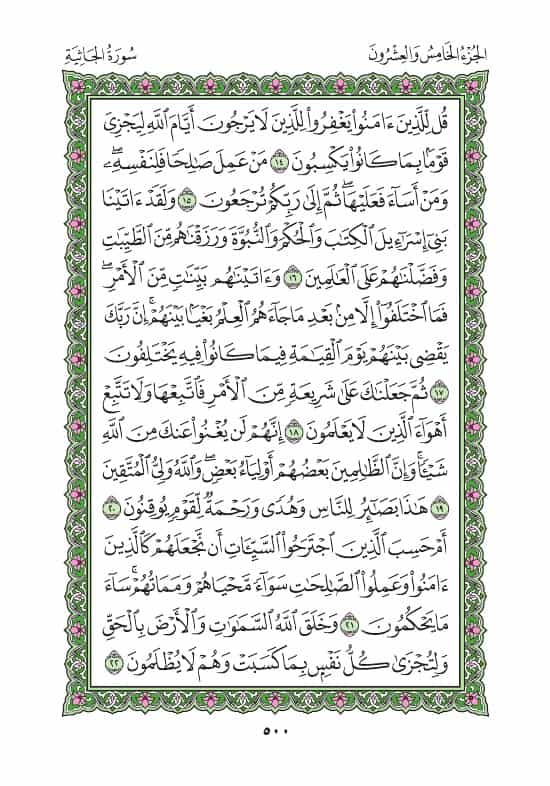 الجُزْءُ الخَامِسُ وَالعِشْرُونَ
سُورَةُ الجَاثِيَةِ
قُل لِّلَّذِينَ ءَامَنُوا۟ يَغْفِرُوا۟ لِلَّذِينَ لَا يَرْجُونَ أَيَّامَ ٱللَّهِ لِيَجْزِىَ
قَوْمًۢا بِمَا كَانُوا۟ يَكْسِبُونَ ١٤ مَنْ عَمِلَ صَـٰلِحًا فَلِنَفْسِهِۦۖ
وَمَنْ أَسَآءَ فَعَلَيْهَاۖ ثُمَّ إِلَىٰ رَبِّكُمْ تُرْجَعُونَ ١٥ وَلَقَدْ ءَاتَيْنَا
بَنِىٓ إِسْرَٰٓءِيلَ ٱلْكِتَـٰبَ وَٱلْحُكْمَ وَٱلنُّبُوَّةَ وَرَزَقْنَـٰهُم مِّنَ ٱلطَّيِّبَـٰتِ
وَفَضَّلْنَـٰهُمْ عَلَى ٱلْعَـٰلَمِينَ ١٦ وَءَاتَيْنَـٰهُم بَيِّنَـٰتٍ مِّنَ ٱلْأَمْرِۖ
فَمَا ٱخْتَلَفُوٓا۟ إِلَّا مِنۢ بَعْدِ مَا جَآءَهُمُ ٱلْعِلْمُ بَغْيًۢا بَيْنَهُمْۚ إِنَّ رَبَّكَ
يَقْضِى بَيْنَهُمْ يَوْمَ ٱلْقِيَـٰمَةِ فِيمَا كَانُوا۟ فِيهِ يَخْتَلِفُونَ
١٧ ثُمَّ جَعَلْنَـٰكَ عَلَىٰ شَرِيعَةٍ مِّنَ ٱلْأَمْرِ فَٱتَّبِعْهَا وَلَا تَتَّبِعْ
أَهْوَآءَ ٱلَّذِينَ لَا يَعْلَمُونَ ١٨ إِنَّهُمْ لَن يُغْنُوا۟ عَنكَ مِنَ ٱللَّهِ
شَيْـًٔاۚ وَإِنَّ ٱلظَّـٰلِمِينَ بَعْضُهُمْ أَوْلِيَآءُ بَعْضٍۖ وَٱللَّهُ وَلِىُّ ٱلْمُتَّقِينَ
١٩ هَـٰذَا بَصَـٰٓئِرُ لِلنَّاسِ وَهُدًى وَرَحْمَةٌ لِّقَوْمٍ يُوقِنُونَ ٢٠
أَمْ حَسِبَ ٱلَّذِينَ ٱجْتَرَحُوا۟ ٱلسَّيِّـَٔاتِ أَن نَّجْعَلَهُمْ كَٱلَّذِينَ
ءَامَنُوا۟ وَعَمِلُوا۟ ٱلصَّـٰلِحَـٰتِ سَوَآءً مَّحْيَاهُمْ وَمَمَاتُهُمْۚ سَآءَ
مَا يَحْكُمُونَ ٢١ وَخَلَقَ ٱللَّهُ ٱلسَّمَـٰوَٰتِ وَٱلْأَرْضَ بِٱلْحَقِّ
وَلِتُجْزَىٰ كُلُّ نَفْسٍۭ بِمَا كَسَبَتْ وَهُمْ لَا يُظْلَمُونَ ٢٢
٥٠٠